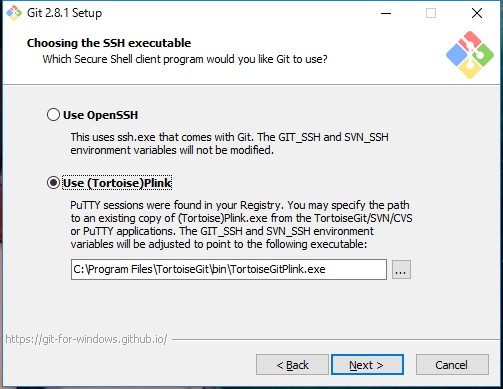 Git 2.8.1 Setup
Choosing the SSH executable
Which Secure Shell client program would you like Git to use?
Use OpenSSH
This uses ssh.exe that comes with Git. The GIT_SSH and SVN_SSH
environment variables will not be modified.
Use (Tortoise)Plink
PuTTY sessions were found in your Registry. You may specify the path
to an existing copy of (Tortoise)Plink.exe from the TortoiseGit/SVN/CVS
or PuTTY applications. The GIT_SSH and SVN_SSH environment
variables will be adjusted to point to the following executable:
C:\Program Files\TortoiseGit\bin\TortoiseGitPlink.exe
...
https://git-for-windows.github.io/
< Back
Next >
Cancel